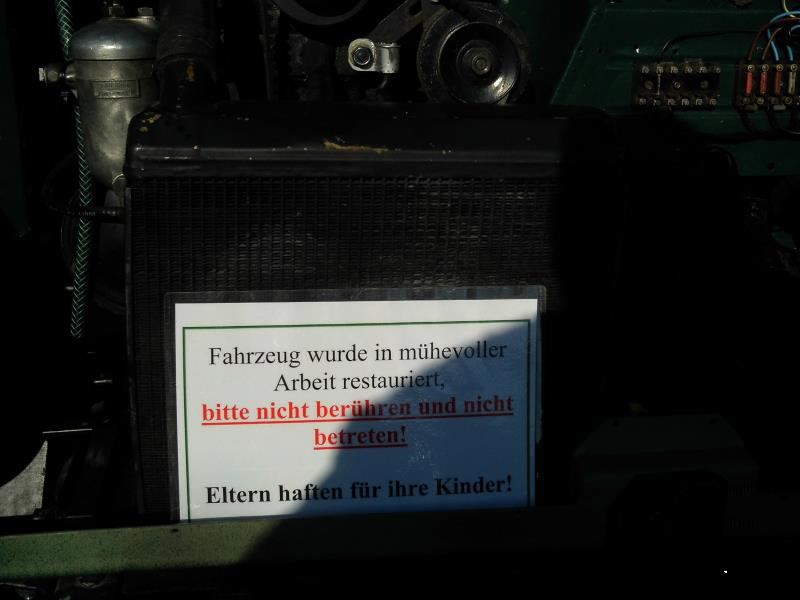 Fahrzeug wurde in mühevoller
Arbeit restauriert,
bitte nicht berühren und nicht
betreten!
Eltern haften für ihre Kinder!